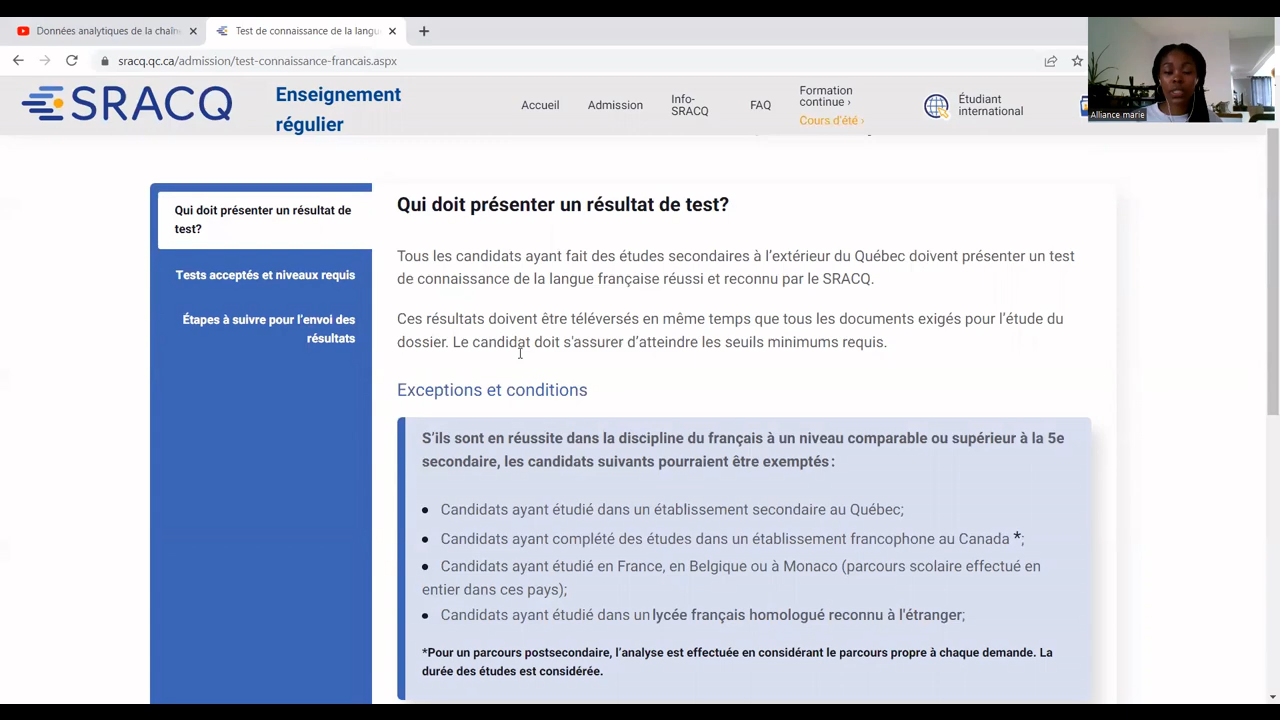 Données analytiques de la chaîn
Test de connaissance de la langu
sracq.qc.ca/admission/test-connaissance-francais.aspx
SRACQ
Enseignement
régulier
Accueil
Admission
Info-
SRACQ
FAQ
Formation
continue ›
Cours d'été ›
Étudiant
international
Alliance marie
Qui doit présenter un résultat de
test?
Tests acceptés et niveaux requis
Étapes à suivre pour l'envoi des
résultats
Qui doit présenter un résultat de test?
Tous les candidats ayant fait des études secondaires à l'extérieur du Québec doivent présenter un test
de connaissance de la langue française réussi et reconnu par le SRACQ.
Ces résultats doivent être téléversés en même temps que tous les documents exigés pour l'étude du
dossier. Le candidat doit s'assurer d'atteindre les seuils minimums requis.
Exceptions et conditions
S'ils sont en réussite dans la discipline du français à un niveau comparable ou supérieur à la 5e
secondaire, les candidats suivants pourraient être exemptés :
• Candidats ayant étudié dans un établissement secondaire au Québec;
• Candidats ayant complété des études dans un établissement francophone au Canada *;
• Candidats ayant étudié en France, en Belgique ou à Monaco (parcours scolaire effectué en
entier dans ces pays);
• Candidats ayant étudié dans un lycée français homologué reconnu à l'étranger;
*Pour un parcours postsecondaire, l'analyse est effectuée en considérant le parcours propre à chaque demande. La
durée des études est considérée.